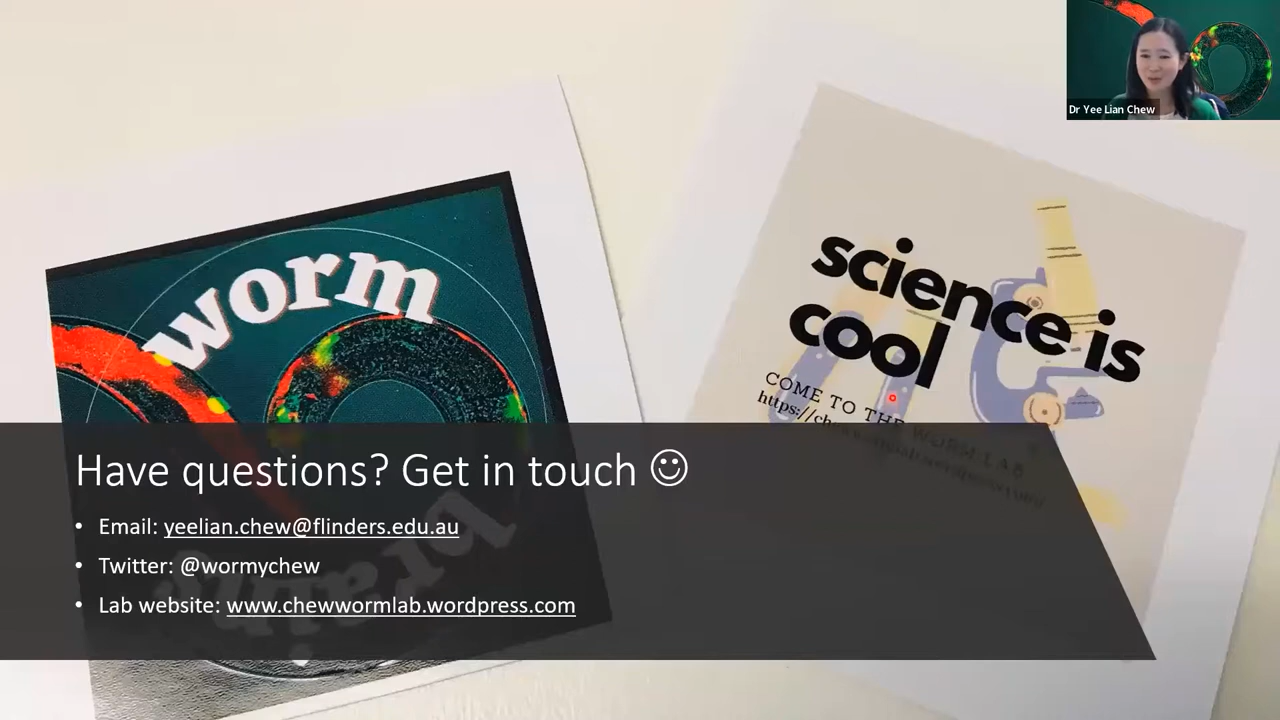 Dr Yee Lian Chew
worm
brain
science is
cool
COME TO THE WORM LAB
Have questions? Get in touch ☺
• Email: yeelian.chew@flinders.edu.au
• Twitter: @wormychew
• Lab website: www.chewwormlab.wordpress.com